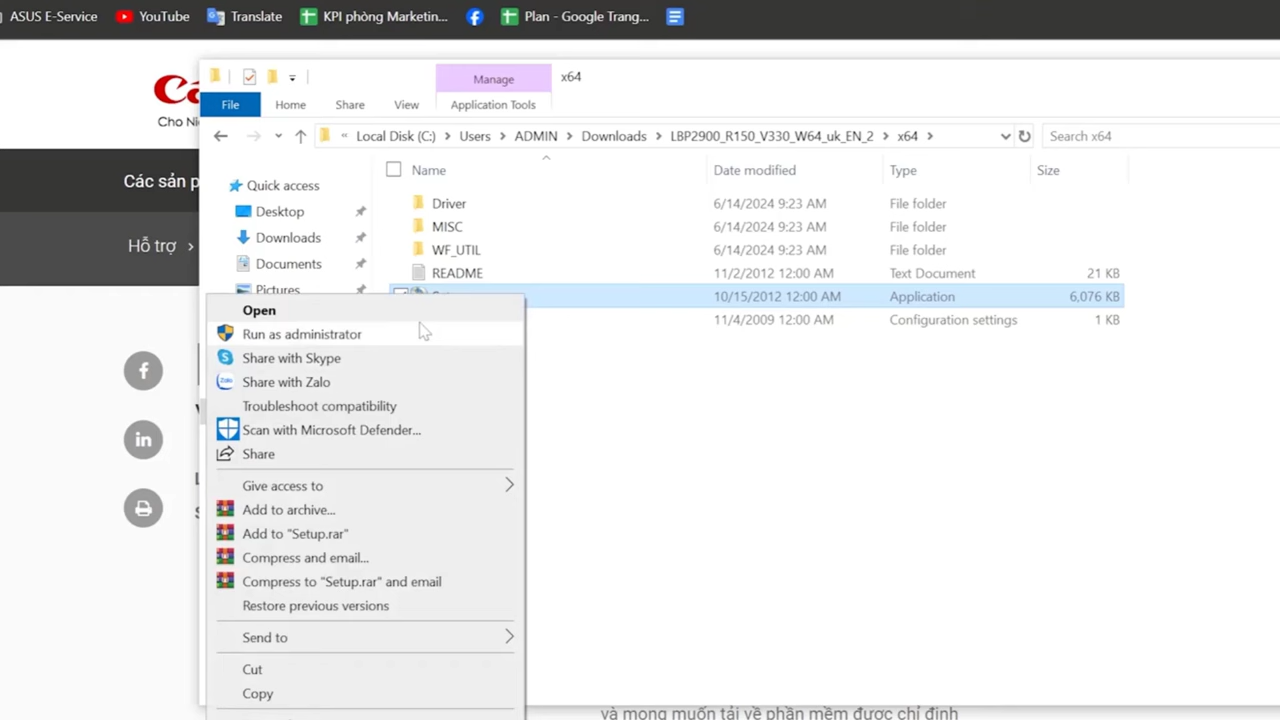 ASUS E-Service YouTube Translate KPI phòng Marketin... Plan - Google Trang...
Manage x64
File Home Share View Application Tools
Cho Ni
« Local Disk (C:) > Users > ADMIN > Downloads > LBP2900_R150_V330_W64_uk_EN_2 > x64 > Search x64
Name Date modified Type Size
Các sản p
Quick access
Driver 6/14/2024 9:23 AM File folder
Desktop
MISC 6/14/2024 9:23 AM File folder
Downloads
Hỗ trợ >
WF_UTIL 6/14/2024 9:23 AM File folder
Documents
README 11/2/2012 12:00 AM Text Document 21 KB
Pictures
10/15/2012 12:00 AM Application 6,076 KB
11/4/2009 12:00 AM Configuration settings 1 KB
Open
Run as administrator
Share with Skype
Share with Zalo
Troubleshoot compatibility
Scan with Microsoft Defender...
Share
Give access to
Add to archive...
Add to "Setup.rar"
Compress and email...
Compress to "Setup.rar" and email
Restore previous versions
Send to
Cut
Copy
và mong muốn tải về phần mềm được chỉ định